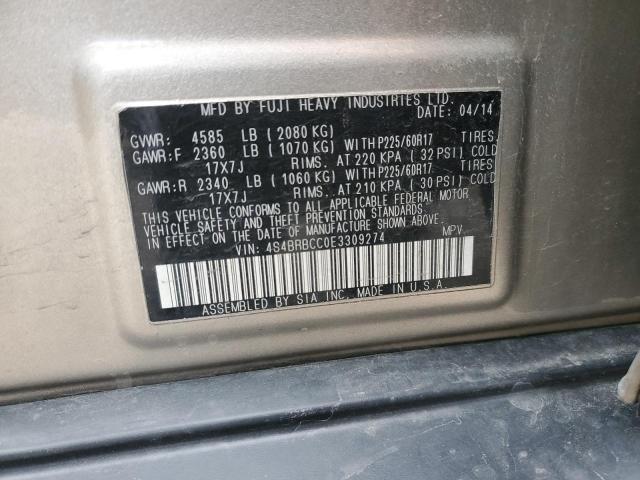 MFD BY FUJI HEAVY INDUSTRIES LTD.
DATE: 04/14
GVWR: 4585 LB (2080 KG)
GAWR:F 2360 LB (1070 KG) WITH P225/60R17 TIRES,
17X7J RIMS, AT 220 KPA (32 PSI) COLD
GAWR:R 2340 LB (1060 KG) WITH P225/60R17 TIRES,
17X7J RIMS, AT 210 KPA (30 PSI) COLD
THIS VEHICLE CONFORMS TO ALL APPLICABLE FEDERAL MOTOR
VEHICLE SAFETY AND THEFT PREVENTION STANDARDS
IN EFFECT ON THE DATE OF MANUFACTURE SHOWN ABOVE.
VIN: 4S4BRBCC0E3309274 MPV
ASSEMBLED BY SIA INC. MADE IN U.S.A.